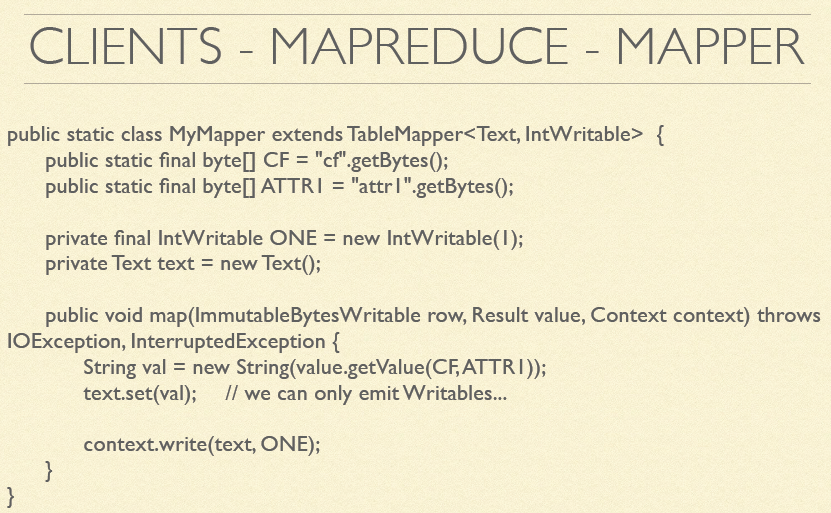 CLIENTS - MAPREDUCE - MAPPER
public static class MyMapper extends TableMapper<Text, IntWritable>  {
public static final byte[] CF = "cf".getBytes();
public static final byte[] ATTR1 = "attr1".getBytes();
private final IntWritable ONE = new IntWritable(1);
private Text text = new Text();
public void map(ImmutableBytesWritable row, Result value, Context context) throws
IOException, InterruptedException {
String val = new String(value.getValue(CF, ATTR1));
text.set(val);     // we can only emit Writables...
context.write(text, ONE);
}
}